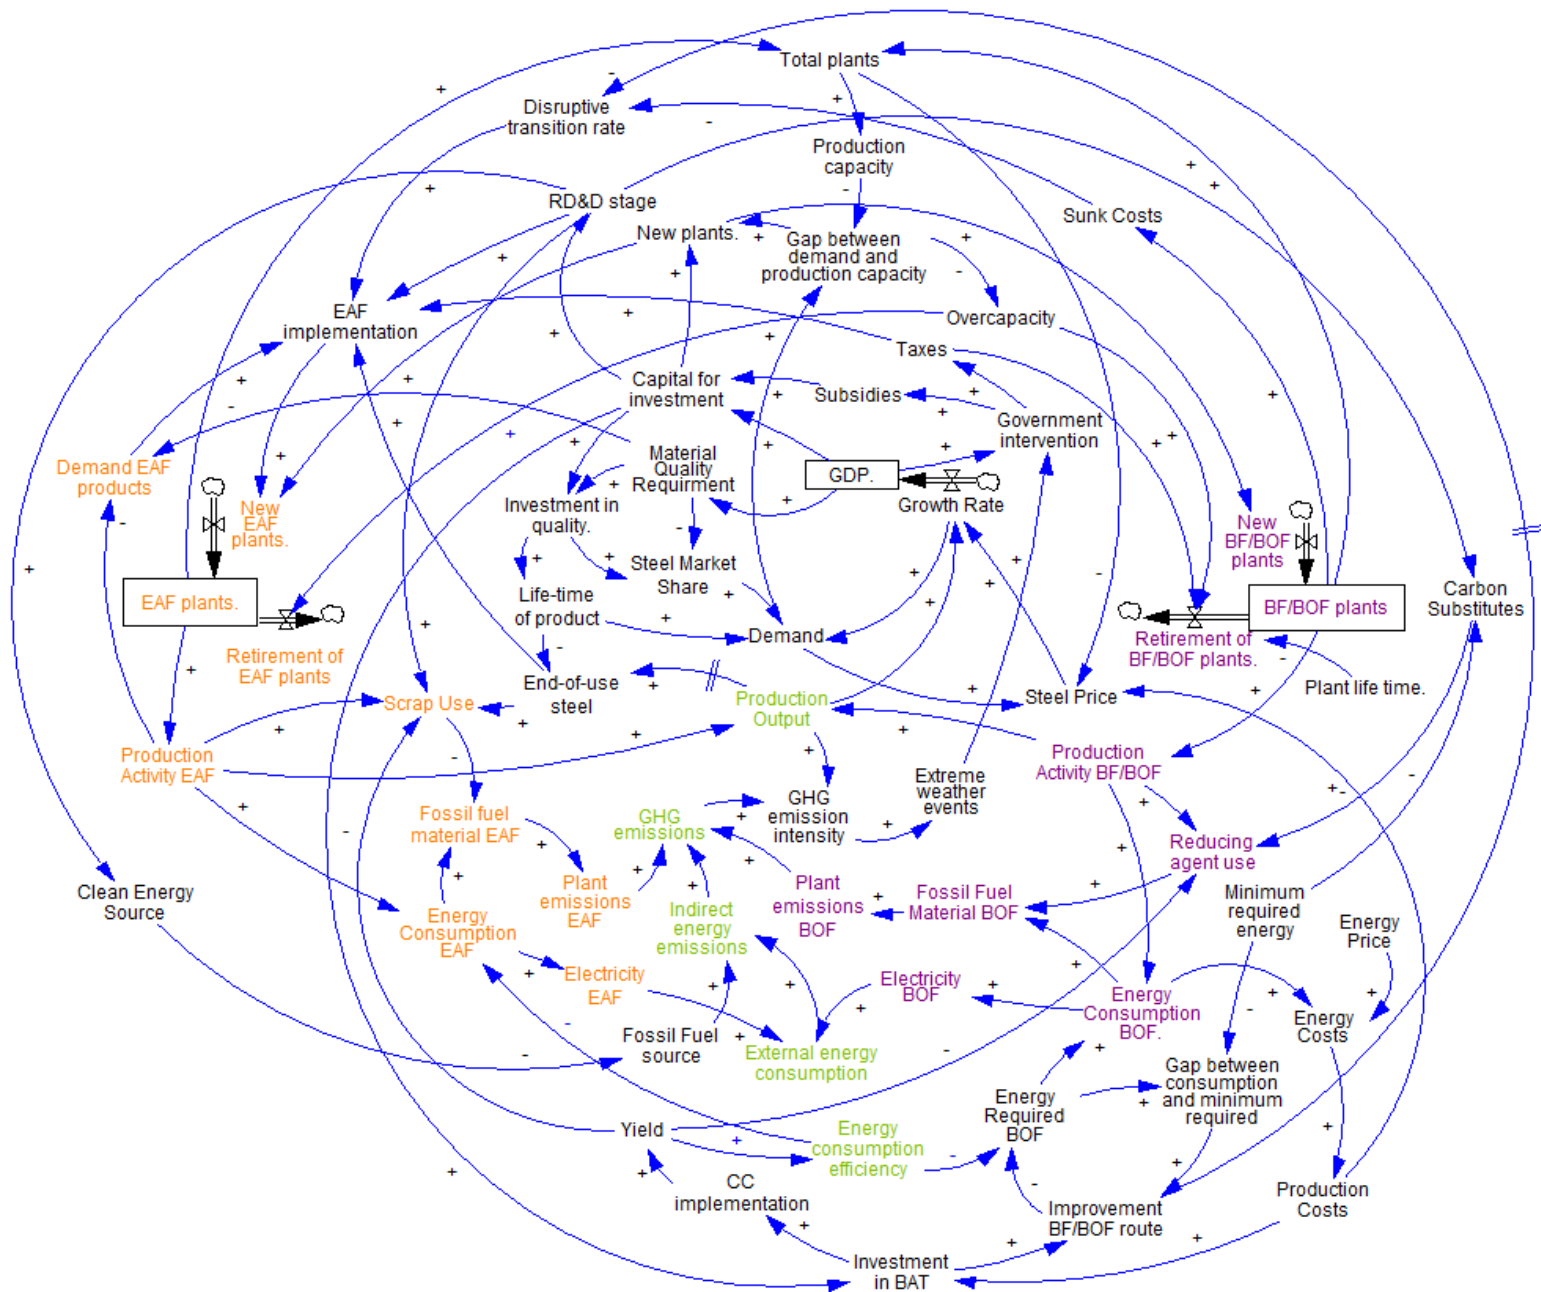 Total plants
Disruptive
transition rate
Production
capacity
RD&D stage
Sunk Costs
New plants.
Gap between
demand and
production capacity
EAF
implementation
Overcapacity
Taxes
Capital for
investment
Subsidies
Government
intervention
Material
Quality
Requirment
Demand EAF
products
GDP.
Growth Rate
Investment in
quality.
New
EAF
plants.
New
BF/BOF
plants
Steel Market
Share
EAF plants.
Life-time
of product
BF/BOF plants
Carbon
Substitutes
Demand
Retirement of
EAF plants
Retirement of
BF/BOF plants.
Plant life time.
End-of-use
steel
Scrap Use
Production
Output
Steel Price
Production
Activity EAF
Production
Activity BF/BOF
Extreme
weather
events
GHG
emission
intensity
Fossil fuel
material EAF
GHG
emissions
Reducing
agent use
Clean Energy
Source
Plant
emissions
EAF
Plant
emissions
BOF
Fossil Fuel
Material BOF
Minimum
required
energy
Energy
Consumption
EAF
Indirect
energy
emissions
Energy
Price
Electricity
EAF
Electricity
BOF
Energy
Consumption
BOF.
Energy
Costs
Fossil Fuel
source
External energy
consumption
Gap between
consumption
and minimum
required
Energy
Required
BOF
Yield
Energy
consumption
efficiency
CC
implementation
Improvement
BF/BOF route
Production
Costs
Investment
in BAT